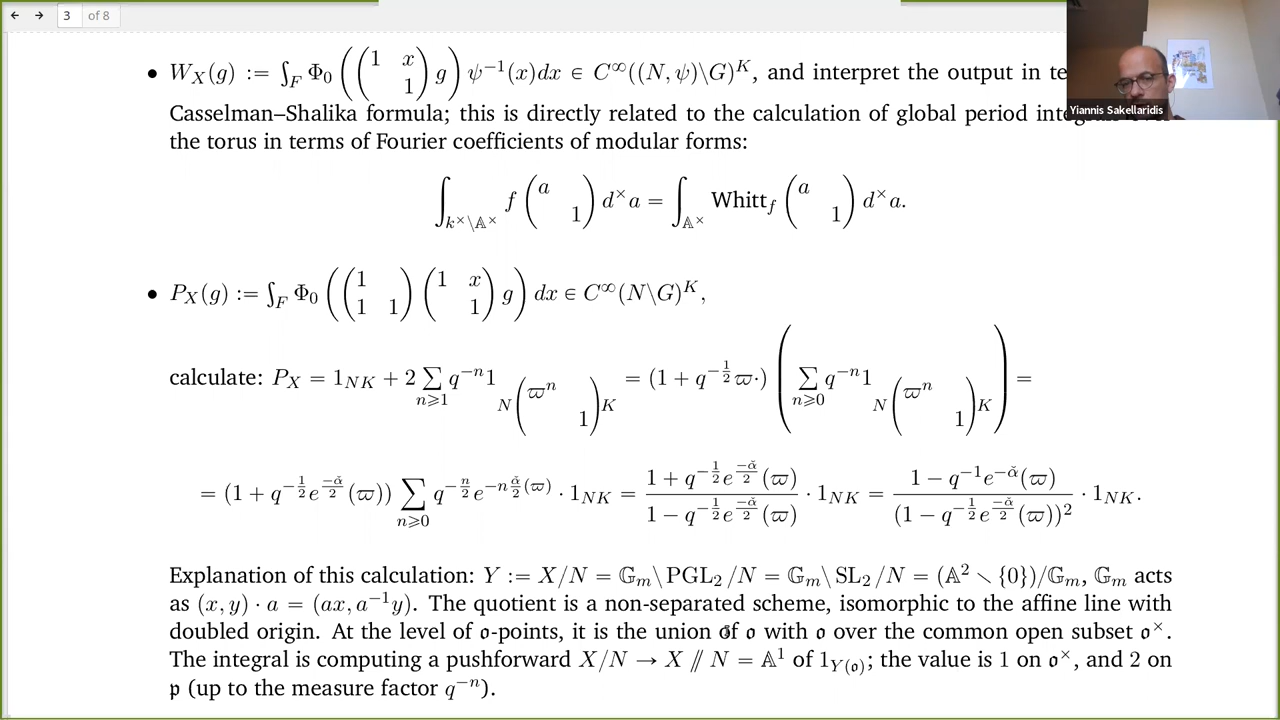 3 of 8
Yiannis Sakellaridis
• W_X(g) := ∫_F Φ_0 ( ( 1 x ; 1 ) g ) ψ^{-1}(x)dx ∈ C^∞((N, ψ)\G)^K, and interpret the output in te
Casselman–Shalika formula; this is directly related to the calculation of global period
the torus in terms of Fourier coefficients of modular forms:
∫_{k^×\𝔸^×} f ( a ; 1 ) d^×a = ∫_{𝔸^×} Whitt_f ( a ; 1 ) d^×a.
• P_X(g) := ∫_F Φ_0 ( ( 1 ; 1 1 ) ( 1 x ; 1 ) g ) dx ∈ C^∞(N\G)^K,
calculate: P_X = 1_{NK} + 2 ∑_{n⩾1} q^{-n} 1_{N ( ϖ^n ; 1 ) K} = (1 + q^{-1/2} ϖ·) ( ∑_{n⩾0} q^{-n} 1_{N ( ϖ^n ; 1 ) K} ) =
= (1 + q^{-1/2} e^{-α̌/2}(ϖ)) ∑_{n⩾0} q^{-n/2} e^{-n α̌/2 (ϖ)} · 1_{NK} = (1 + q^{-1/2} e^{-α̌/2}(ϖ)) / (1 − q^{-1/2} e^{-α̌/2}(ϖ)) · 1_{NK} = (1 − q^{-1} e^{-α̌}(ϖ)) / (1 − q^{-1/2} e^{-α̌/2}(ϖ))^2 · 1_{NK}.
Explanation of this calculation: Y := X/N = 𝔾_m\PGL_2/N = 𝔾_m\SL_2/N = (𝔸^2 ∖ {0})/𝔾_m, 𝔾_m acts
as (x, y) · a = (ax, a^{-1}y). The quotient is a non-separated scheme, isomorphic to the affine line with
doubled origin. At the level of 𝔬-points, it is the union of 𝔬 with 𝔬 over the common open subset 𝔬^×.
The integral is computing a pushforward X/N → X ⫽ N = 𝔸^1 of 1_{Y(𝔬)}; the value is 1 on 𝔬^×, and 2 on
𝔭 (up to the measure factor q^{-n}).